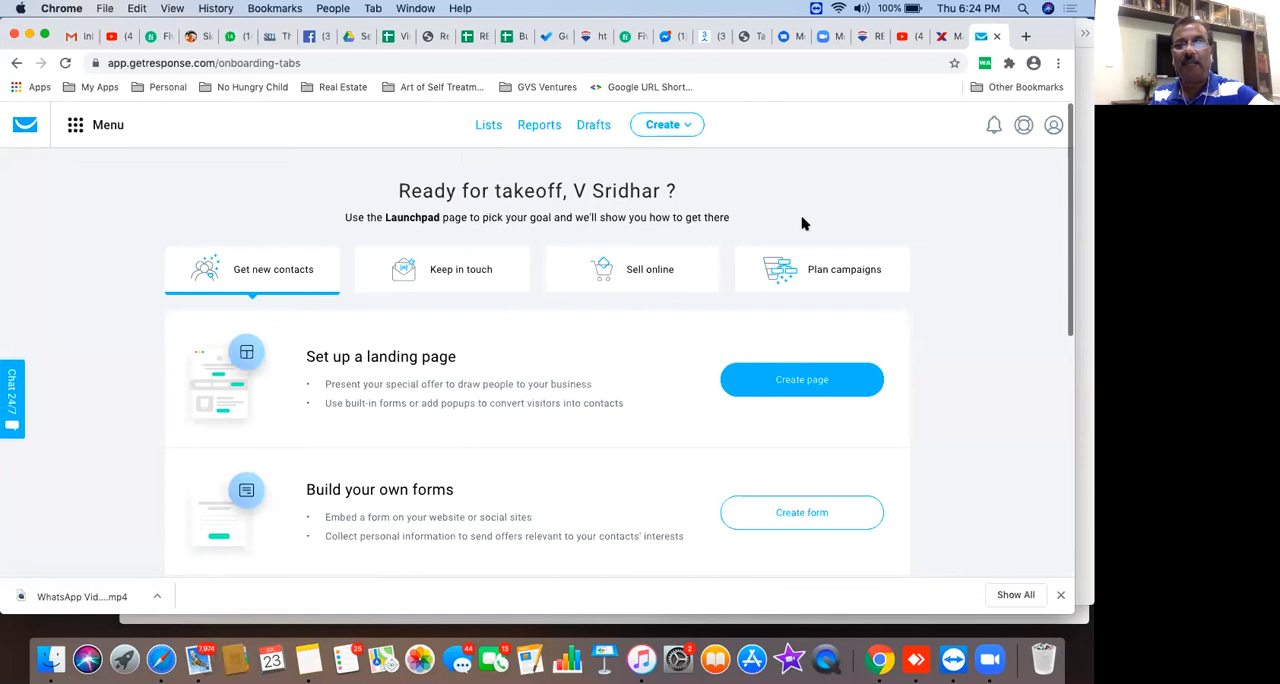 Chrome File Edit View History Bookmarks People Tab Window Help 100% Thu 6:24 PM
app.getresponse.com/onboarding-tabs
Apps My Apps Personal No Hungry Child Real Estate Art of Self Treatm... GVS Ventures Google URL Short... Other Bookmarks
Menu Lists Reports Drafts Create
Ready for takeoff, V Sridhar ?
Use the Launchpad page to pick your goal and we'll show you how to get there
Get new contacts Keep in touch Sell online Plan campaigns
Set up a landing page
• Present your special offer to draw people to your business
• Use built-in forms or add popups to convert visitors into contacts
Create page
Chat 24/7
Build your own forms
• Embed a form on your website or social sites
• Collect personal information to send offers relevant to your contacts' interests
Create form
WhatsApp Vid....mp4 Show All
7,974 23 25 44 13 2